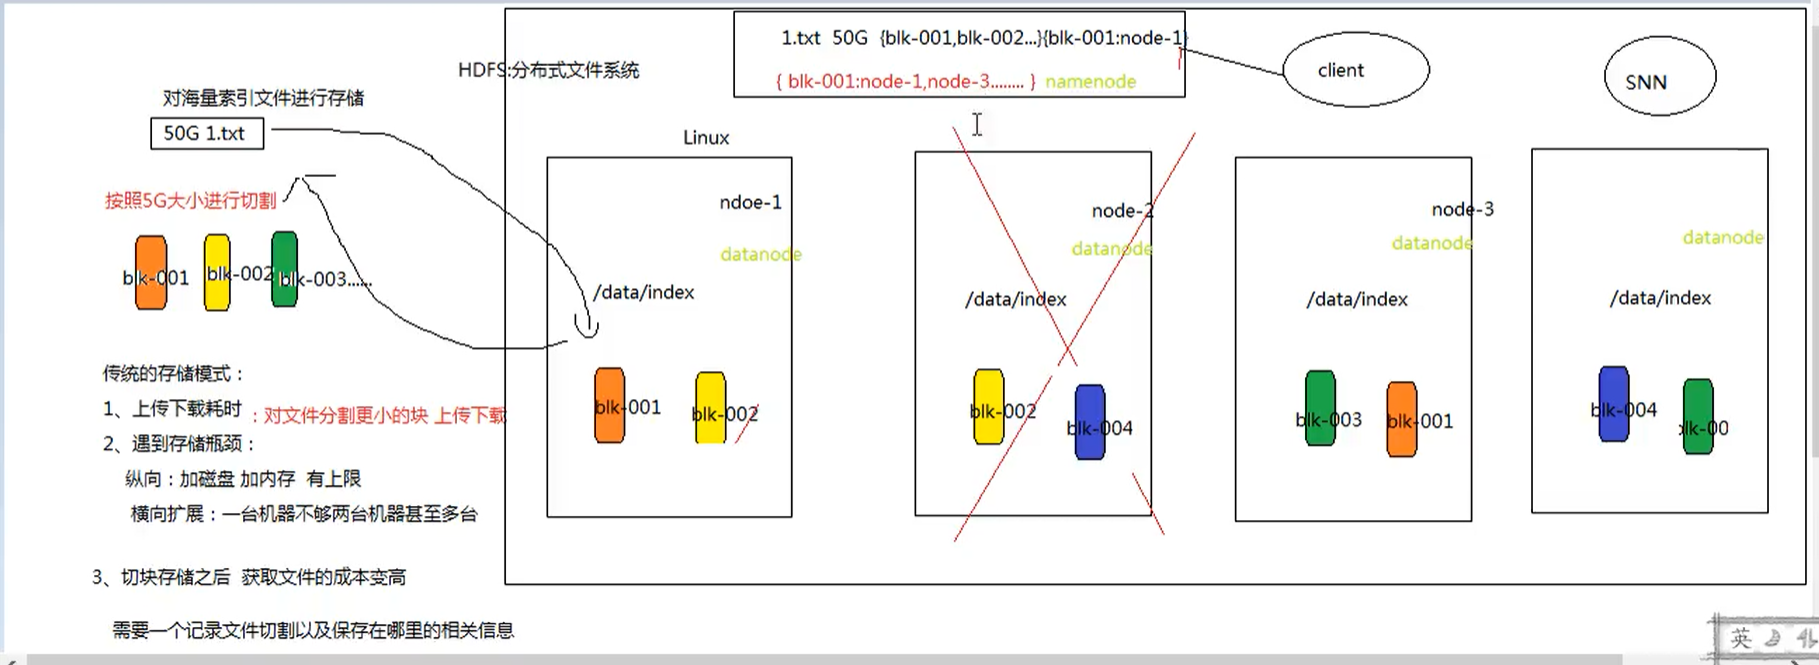 1.txt 50G {blk-001,blk-002...}{blk-001:node-1}
{ blk-001:node-1,node-3........ } namenode
client
SNN
HDFS:分布式文件系统
对海量索引文件进行存储
50G 1.txt
Linux
按照5G大小进行切割
blk-001
blk-002
blk-003......
ndoe-1
datanode
/data/index
blk-001
blk-002
node-2
datanode
/data/index
blk-002
blk-004
node-3
datanode
/data/index
blk-003
blk-001
datanode
/data/index
blk-004
lk-00
传统的存储模式：
1、上传下载耗时 ：对文件分割更小的块 上传下载
2、遇到存储瓶颈：
纵向：加磁盘 加内存 有上限
横向扩展：一台机器不够两台机器甚至多台
3、切块存储之后 获取文件的成本变高
需要一个记录文件切割以及保存在哪里的相关信息
英